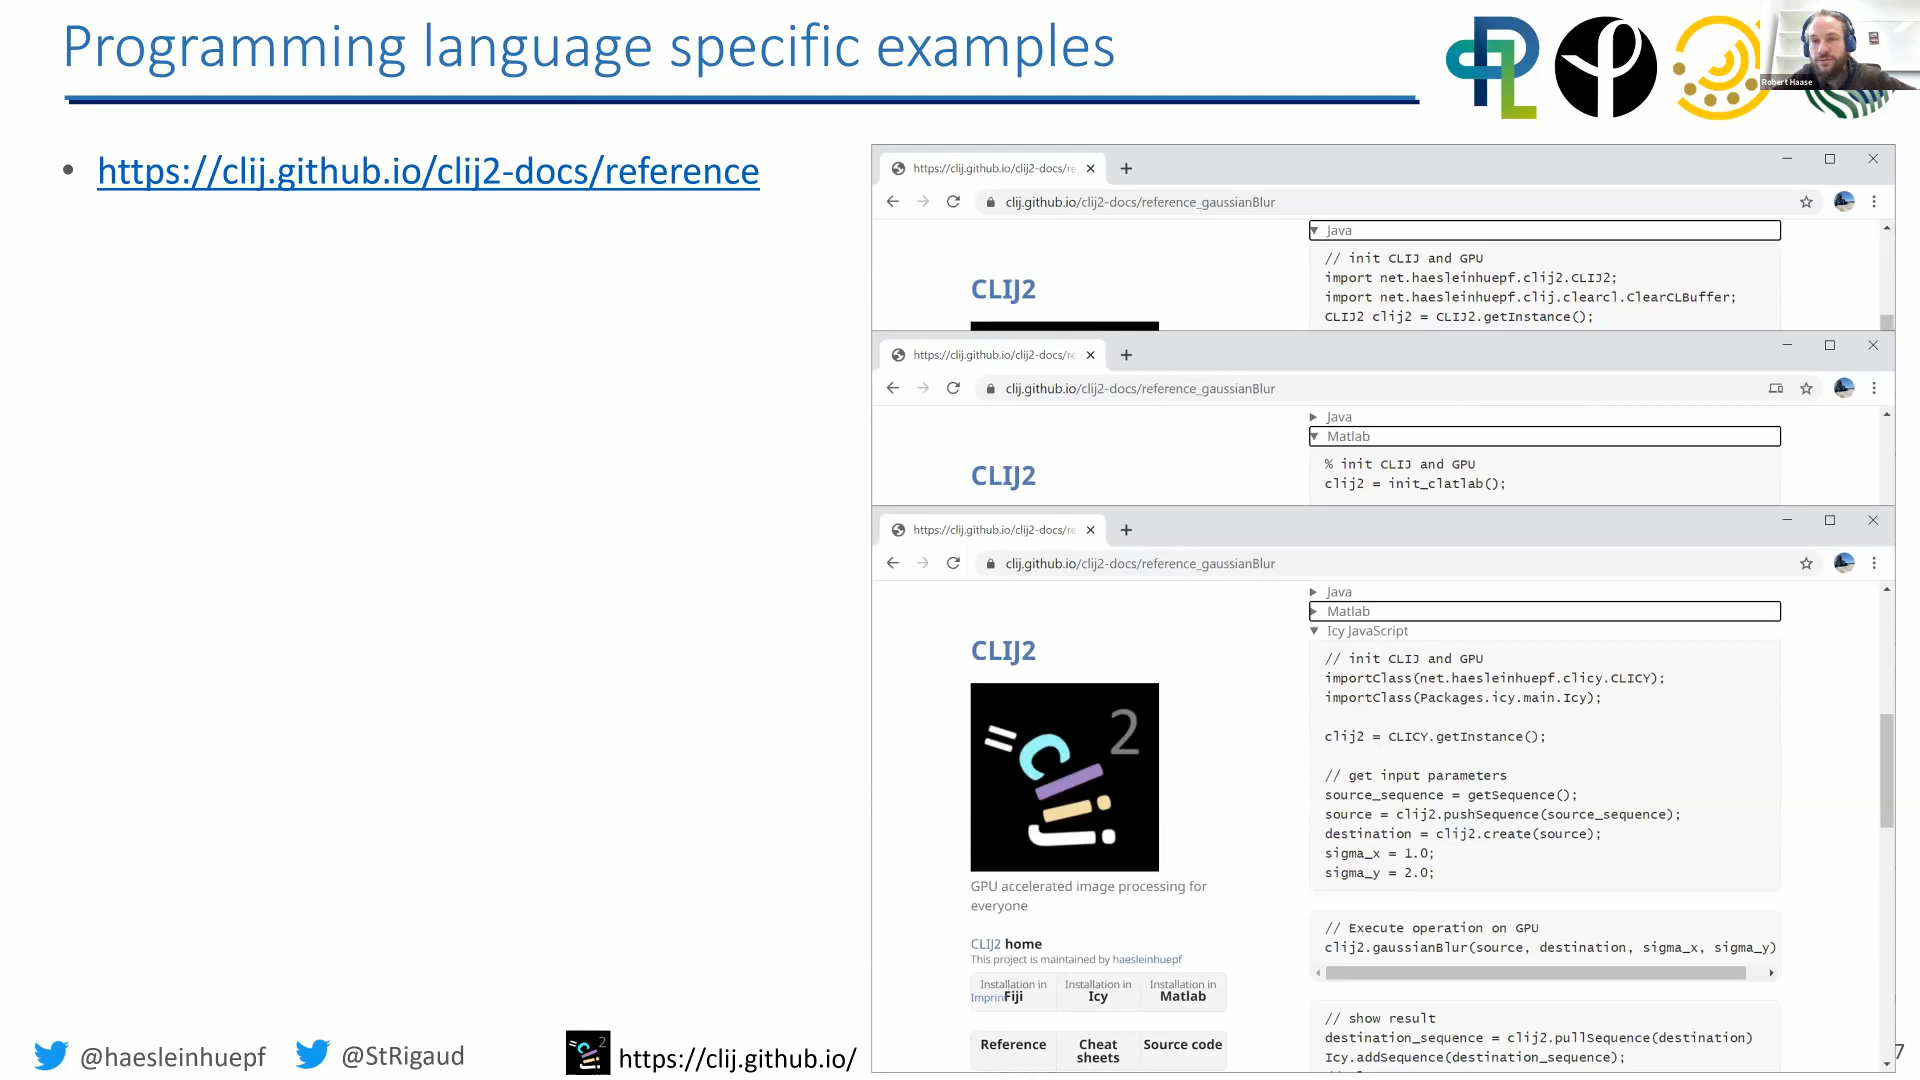 Programming language specific examples
Robert Haase
• https://clij.github.io/clij2-docs/reference
https://clij.github.io/clij2-docs/re
clij.github.io/clij2-docs/reference_gaussianBlur
CLIJ2
Java
// init CLIJ and GPU
import net.haesleinhuepf.clij2.CLIJ2;
import net.haesleinhuepf.clij.clearcl.ClearCLBuffer;
CLIJ2 clij2 = CLIJ2.getInstance();
https://clij.github.io/clij2-docs/re
clij.github.io/clij2-docs/reference_gaussianBlur
CLIJ2
Java
Matlab
% init CLIJ and GPU
clij2 = init_clatlab();
https://clij.github.io/clij2-docs/re
clij.github.io/clij2-docs/reference_gaussianBlur
CLIJ2
2
clij
GPU accelerated image processing for
everyone
CLIJ2 home
This project is maintained by haesleinhuepf
Installation in Fiji
Installation in Icy
Installation in Matlab
Reference
Cheat sheets
Source code
Java
Matlab
Icy JavaScript
// init CLIJ and GPU
importClass(net.haesleinhuepf.clicy.CLICY);
importClass(Packages.icy.main.Icy);
clij2 = CLICY.getInstance();
// get input parameters
source_sequence = getSequence();
source = clij2.pushSequence(source_sequence);
destination = clij2.create(source);
sigma_x = 1.0;
sigma_y = 2.0;
// Execute operation on GPU
clij2.gaussianBlur(source, destination, sigma_x, sigma_y)
// show result
destination_sequence = clij2.pullSequence(destination)
Icy.addSequence(destination_sequence);
@haesleinhuepf
@StRigaud
https://clij.github.io/
7